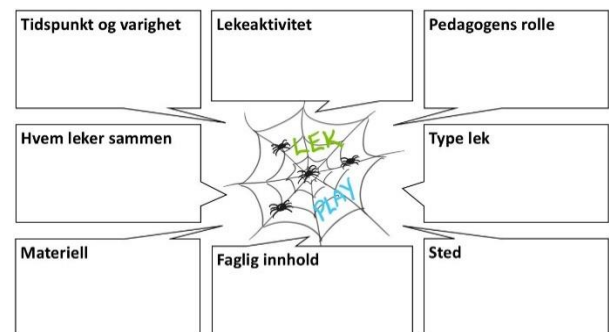 Tidspunkt og varighet
Lekeaktivitet
Pedagogens rolle
Hvem leker sammen
LEK
PLAY
Type lek
Materiell
Faglig innhold
Sted